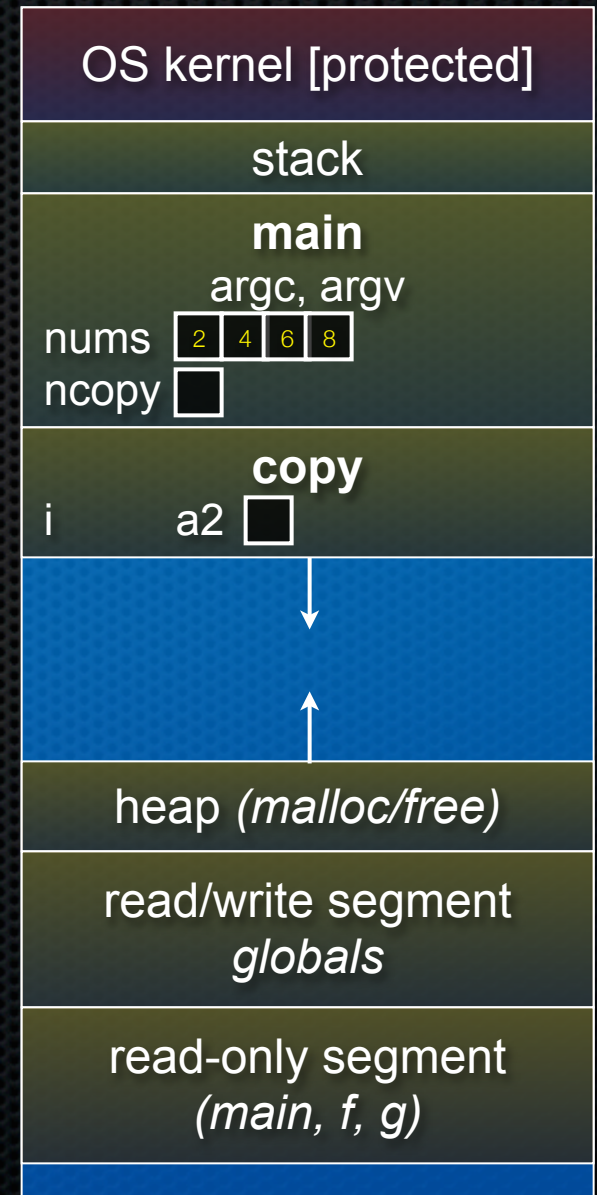 OS kernel [protected]
stack
main
argc, argv
nums 2 4 6 8
ncopy
copy
i a2
heap (malloc/free)
read/write segment
globals
read-only segment
(main, f, g)